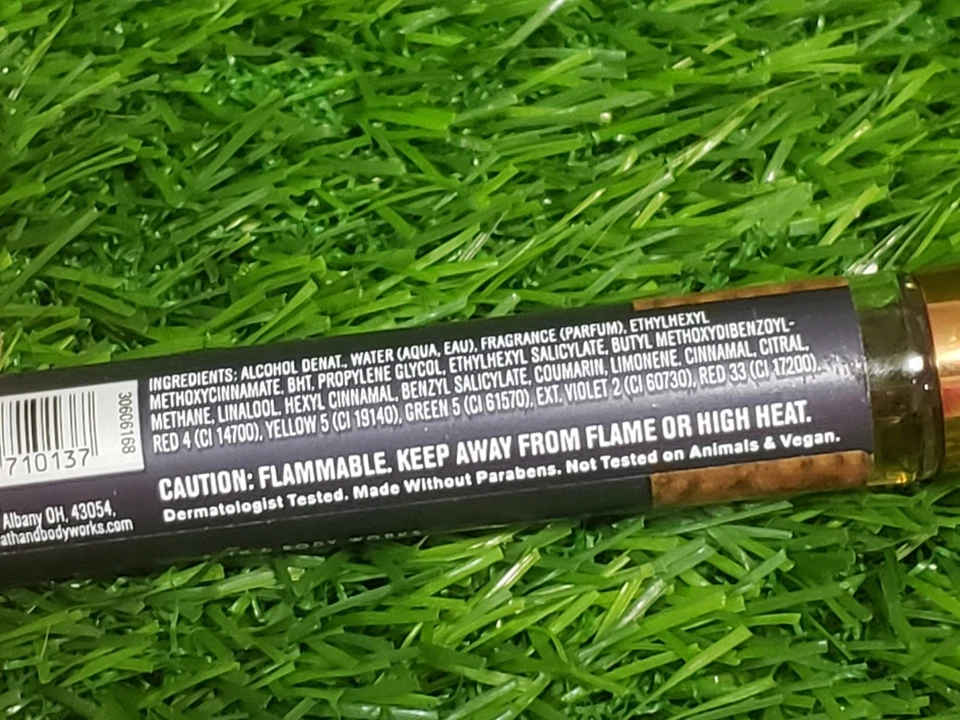 INGREDIENTS: ALCOHOL DENAT., WATER (AQUA, EAU), FRAGRANCE (PARFUM), ETHYLHEXYL
METHOXYCINNAMATE, BHT, PROPYLENE GLYCOL, ETHYLHEXYL SALICYLATE, BUTYL METHOXYDIBENZOYL-
METHANE, LINALOOL, HEXYL CINNAMAL, BENZYL SALICYLATE, COUMARIN, LIMONENE, CINNAMAL, CITRAL,
RED 4 (CI 14700), YELLOW 5 (CI 19140), GREEN 5 (CI 61570), EXT. VIOLET 2 (CI 60730), RED 33 (CI 17200).
CAUTION: FLAMMABLE. KEEP AWAY FROM FLAME OR HIGH HEAT.
Dermatologist Tested. Made Without Parabens. Not Tested on Animals & Vegan.
30606168
710137
Albany OH, 43054,
athandbodyworks.com